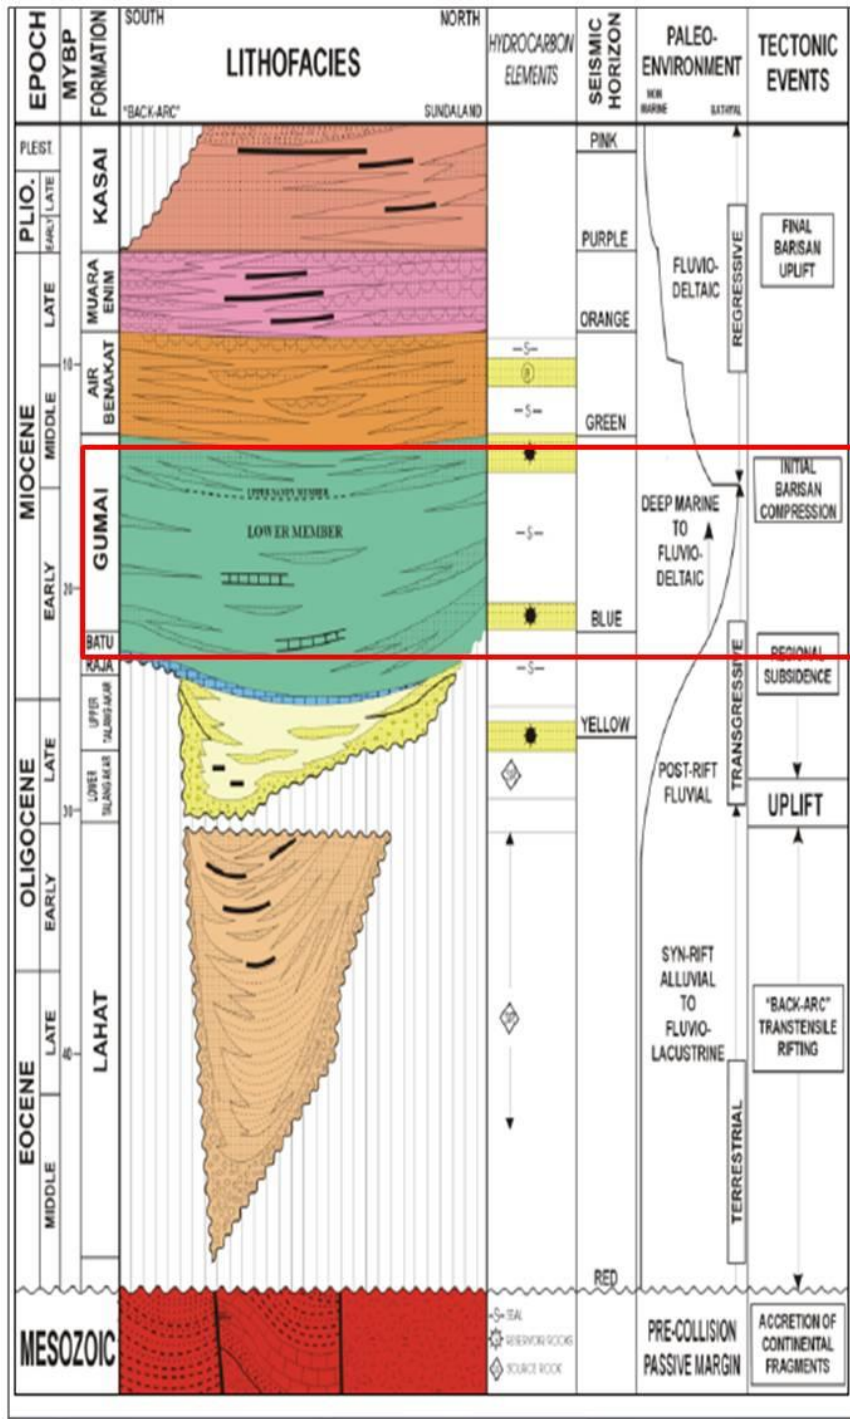 EPOCH
MYBP
FORMATION
SOUTH
NORTH
LITHOFACIES
"BACK-ARC"
SUNDALAND
HYDROCARBON
ELEMENTS
SEISMIC
HORIZON
PALEO-
ENVIRONMENT
NON
MARINE
BATHYAL
TECTONIC
EVENTS
PLEIST.
PLIO.
LATE
EARLY
KASAI
PINK
PURPLE
FINAL
BARISAN
UPLIFT
FLUVIO-
DELTAIC
REGRESSIVE
MIOCENE
LATE
MUARA
ENIM
ORANGE
10
AIR
BENAKAT
S
S
MIDDLE
GREEN
GUMAI
UPPER SANDY MEMBER
LOWER MEMBER
S
DEEP MARINE
TO
FLUVIO-
DELTAIC
INITIAL
BARISAN
COMPRESSION
EARLY
20
BLUE
BATU
RAJA
S
REGIONAL
SUBSIDENCE
TRANSGRESSIVE
OLIGOCENE
LATE
UPPER
TALANG AKAR
YELLOW
LOWER
TALANG AKAR
POST-RIFT
FLUVIAL
UPLIFT
30
EARLY
LAHAT
SYN-RIFT
ALLUVIAL
TO
FLUVIO-
LACUSTRINE
"BACK-ARC"
TRANSTENSILE
RIFTING
EOCENE
LATE
40
MIDDLE
TERRESTRIAL
RED
MESOZOIC
S SEAL
RESERVOIR ROCKS
SOURCE ROCK
PRE-COLLISION
PASSIVE MARGIN
ACCRETION OF
CONTINENTAL
FRAGMENTS